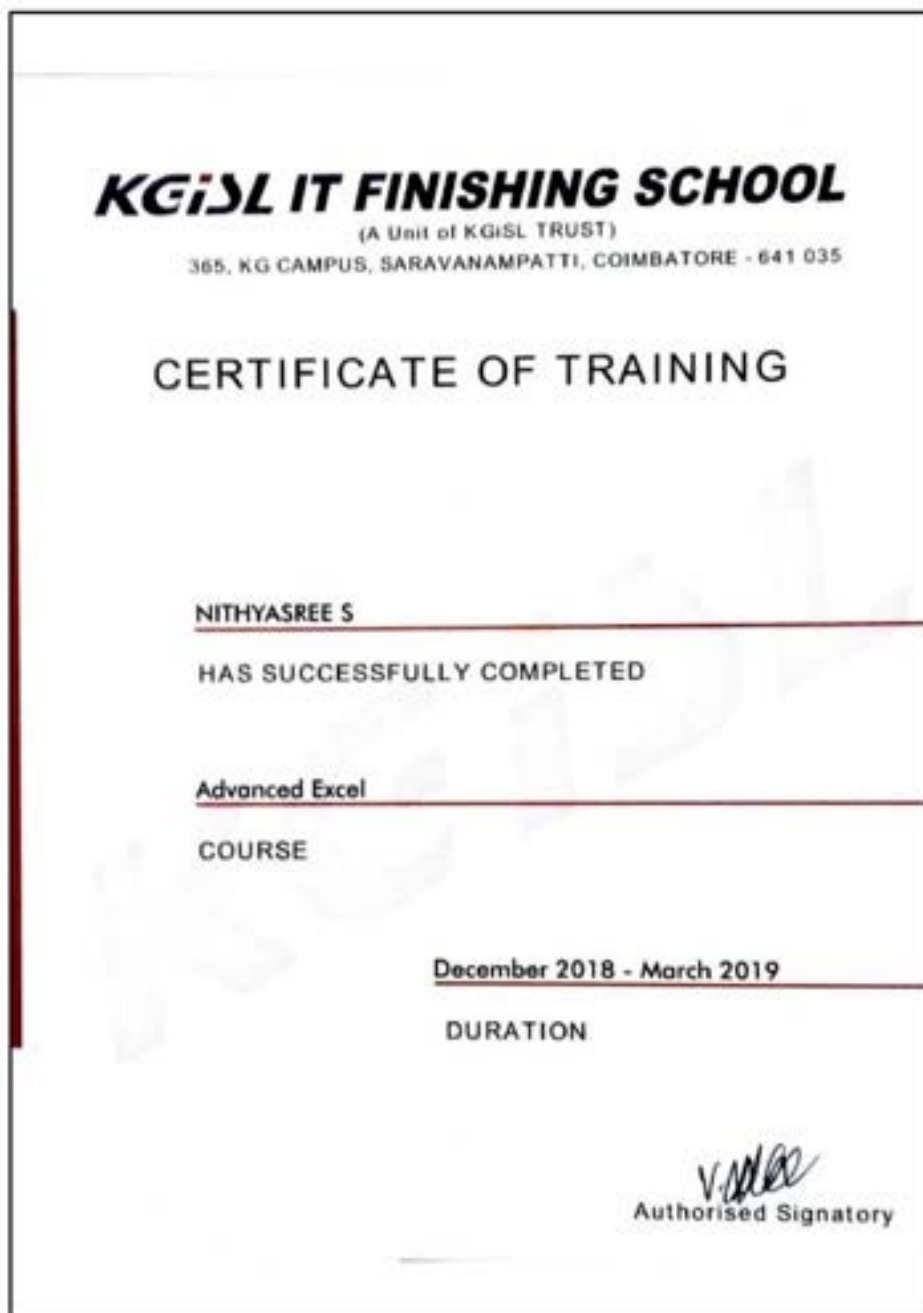 KGiSL IT FINISHING SCHOOL
(A Unit of KGiSL TRUST)
365, KG CAMPUS, SARAVANAMPATTI, COIMBATORE - 641 035
CERTIFICATE OF TRAINING
NITHYASREE S
HAS SUCCESSFULLY COMPLETED
Advanced Excel
COURSE
December 2018 - March 2019
DURATION
Authorised Signatory
KGiSL